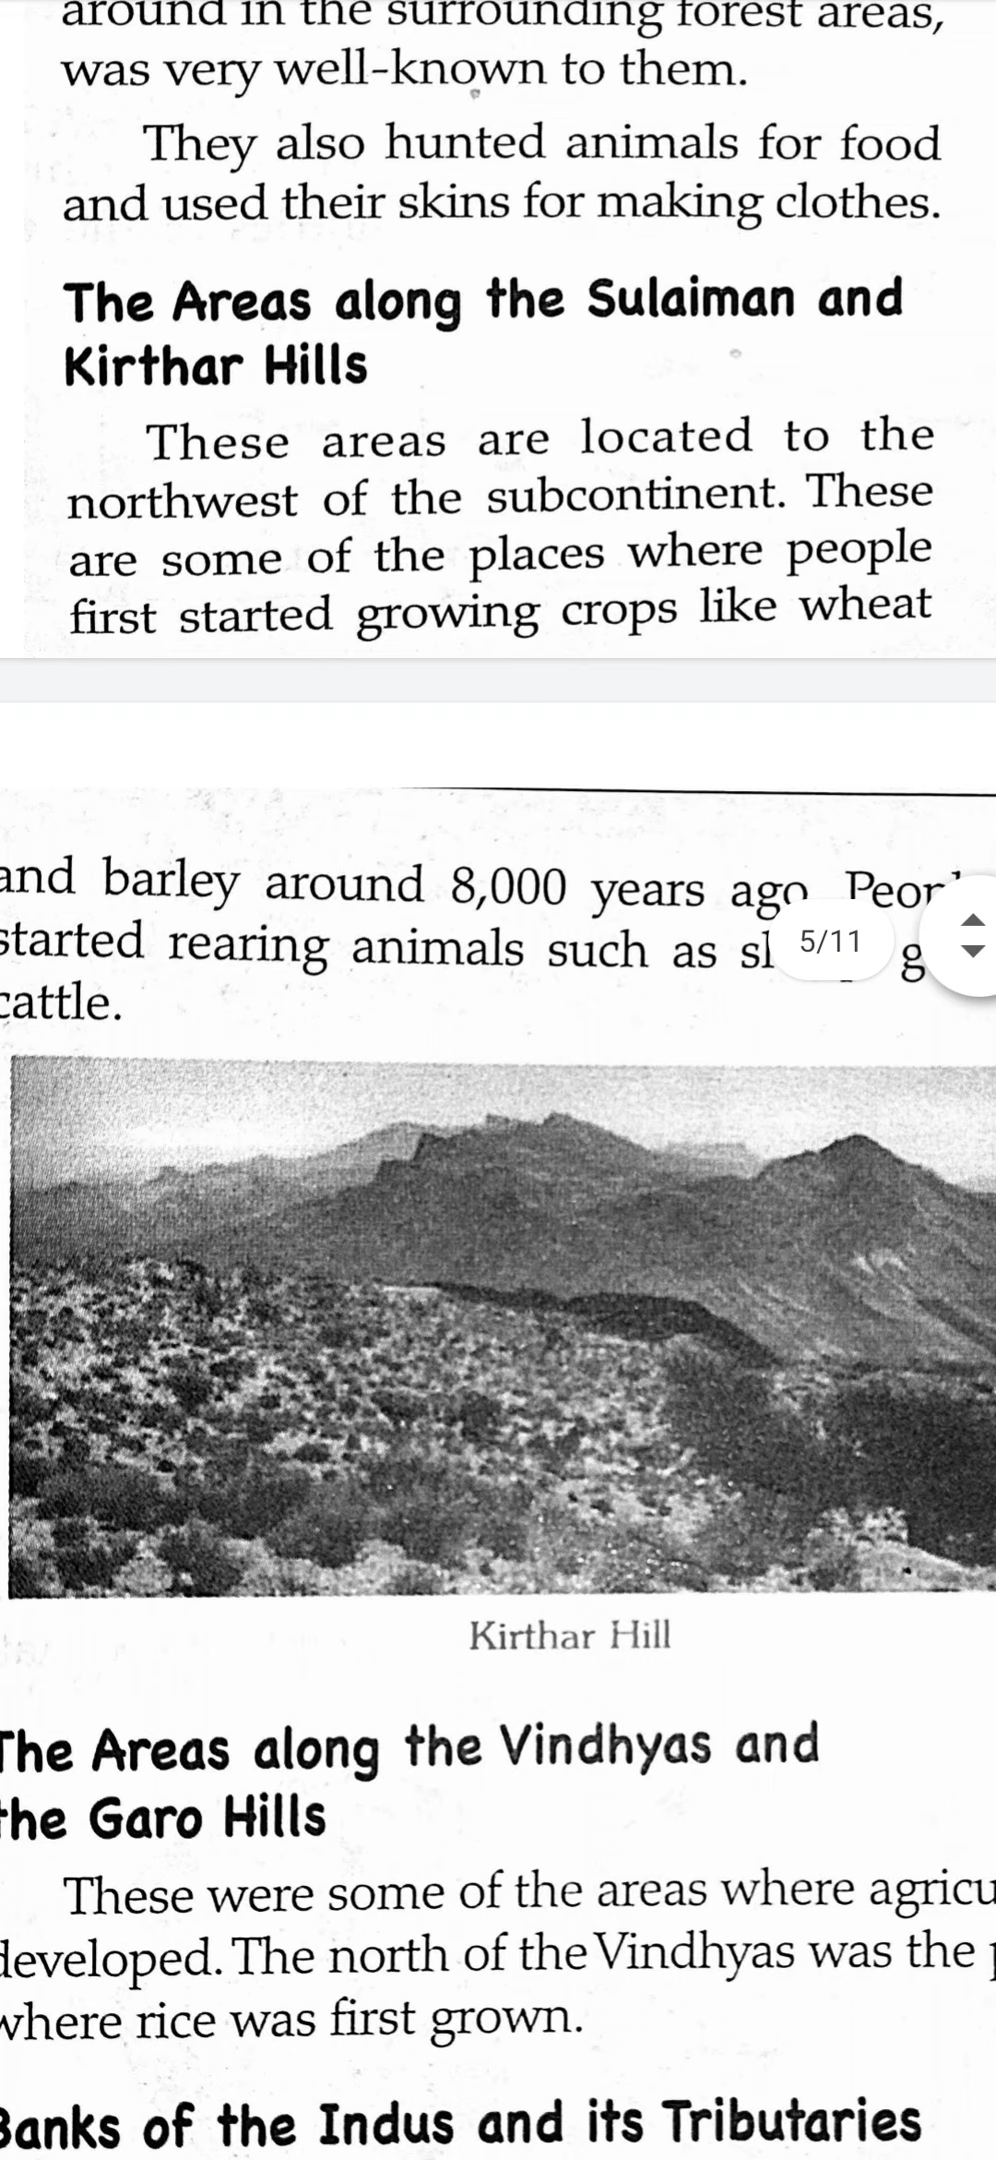 around in the surrounding forest areas,
was very well-known to them.
They also hunted animals for food
and used their skins for making clothes.
The Areas along the Sulaiman and
Kirthar Hills
These areas are located to the
northwest of the subcontinent. These
are some of the places where people
first started growing crops like wheat
and barley around 8,000 years ago
started rearing animals such as
5/11
cattle.
Kirthar Hill
The Areas along the Vindhyas and
the Garo Hills
These were some of the areas where
developed. The north of the Vindhyas was the
where rice was first grown.
Banks of the Indus and its Tributaries